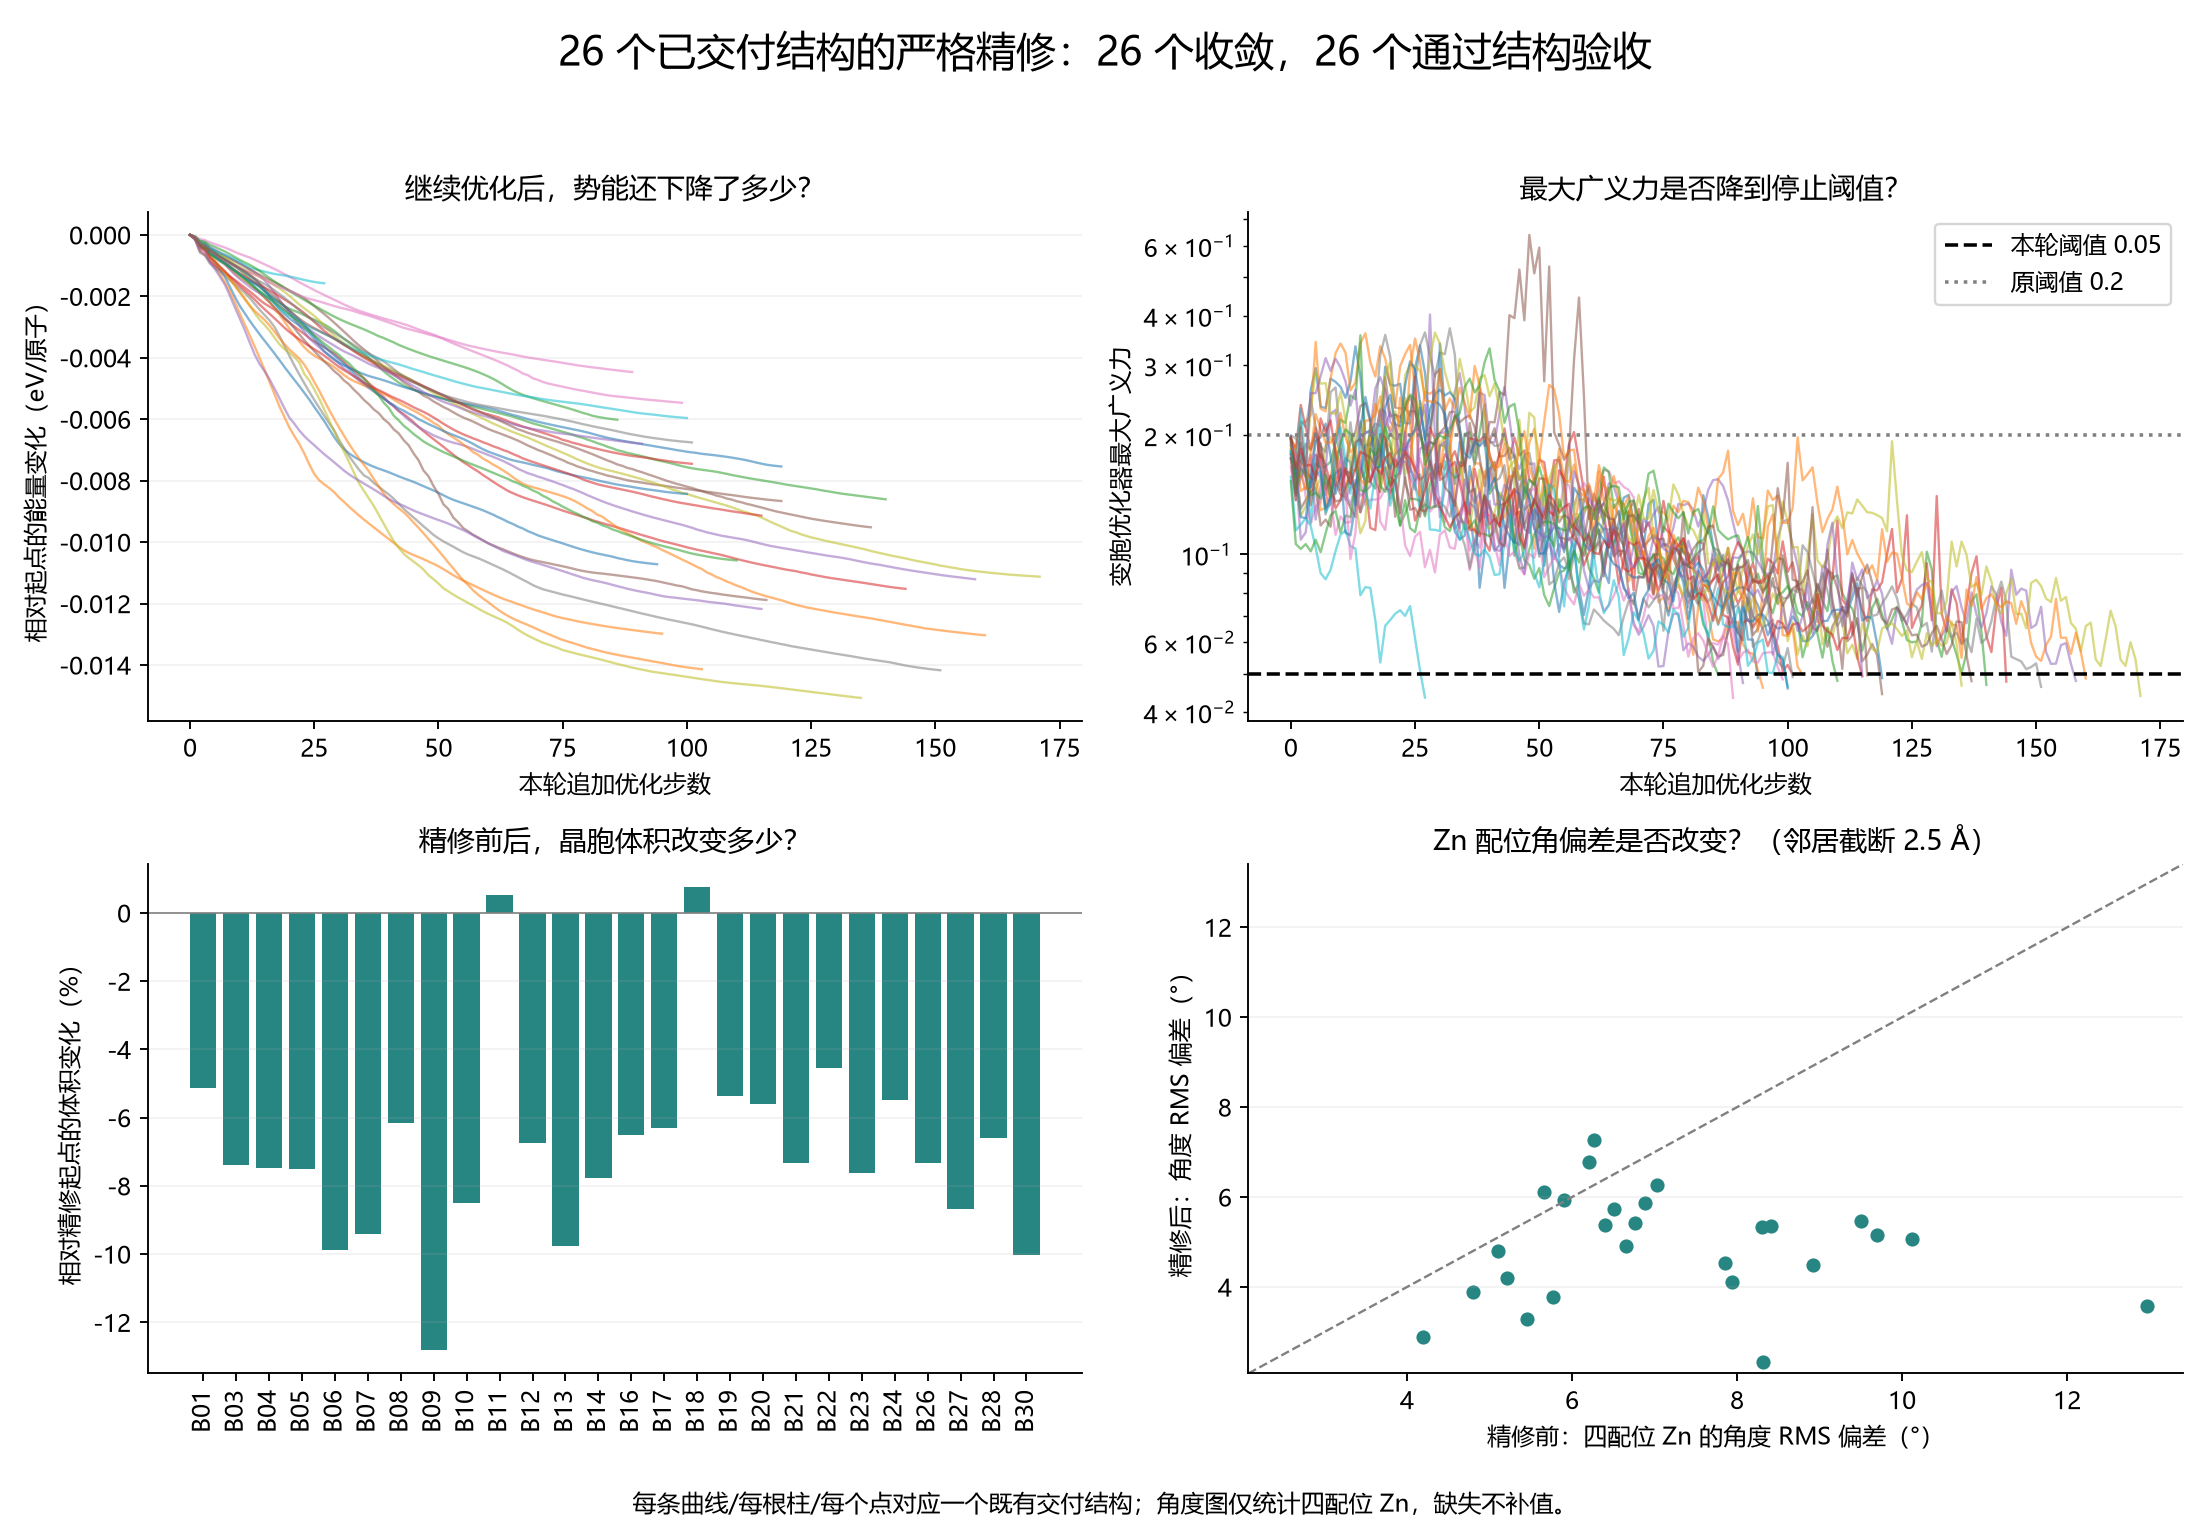 26 个已交付结构的严格精修：26 个收敛，26 个通过结构验收
继续优化后，势能还下降了多少？
相对起点的能量变化（eV/原子）
0.000
-0.002
-0.004
-0.006
-0.008
-0.010
-0.012
-0.014
0 25 50 75 100 125 150 175
本轮追加优化步数
最大广义力是否降到停止阈值？
变胞优化器最大广义力
6 × 10⁻¹
4 × 10⁻¹
3 × 10⁻¹
2 × 10⁻¹
10⁻¹
6 × 10⁻²
4 × 10⁻²
本轮阈值 0.05
原阈值 0.2
0 25 50 75 100 125 150 175
本轮追加优化步数
精修前后，晶胞体积改变多少？
相对精修起点的体积变化（%）
0
-2
-4
-6
-8
-10
-12
B01 B03 B04 B05 B06 B07 B08 B09 B10 B11 B12 B13 B14 B16 B17 B18 B19 B20 B21 B22 B23 B24 B26 B27 B28 B30
Zn 配位角偏差是否改变？（邻居截断 2.5 Å）
精修后：角度 RMS 偏差（°）
12
10
8
6
4
4 6 8 10 12
精修前：四配位 Zn 的角度 RMS 偏差（°）
每条曲线/每根柱/每个点对应一个既有交付结构；角度图仅统计四配位 Zn，缺失不补值。